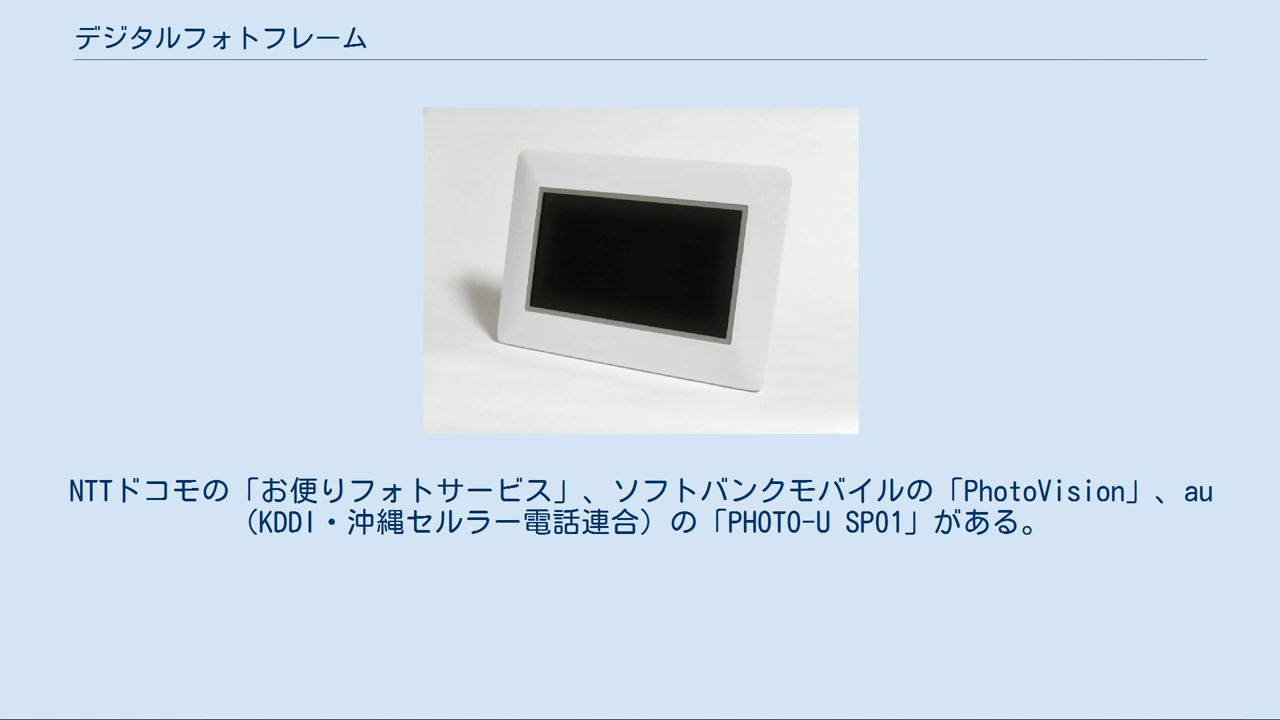 デジタルフォトフレーム
NTTドコモの「お便りフォトサービス」、ソフトバンクモバイルの「PhotoVision」、au
（KDDI・沖縄セルラー電話連合）の「PHOTO-U SP01」がある。